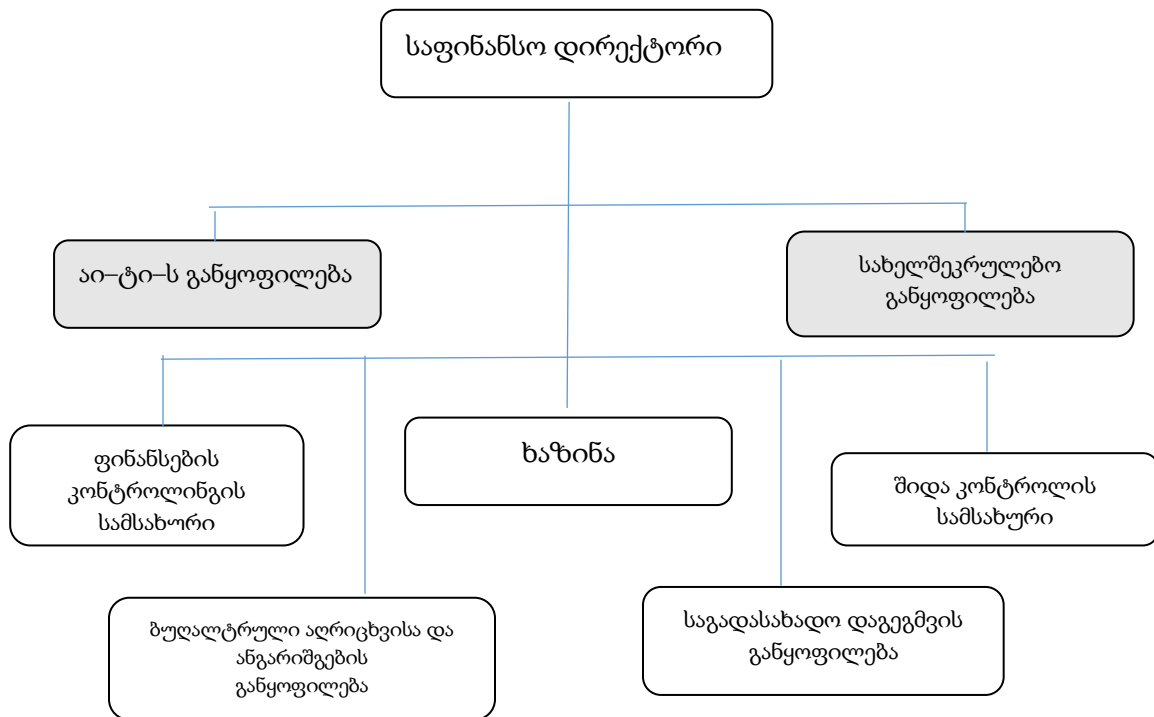 საფინანსო დირექტორი
აი–ტი–ს განყოფილება
სახელშეკრულებო
განყოფილება
ფინანსების
კონტროლინგის
სამსახური
ხაზინა
შიდა კონტროლის
სამსახური
ბუღალტრული აღრიცხვისა და
ანგარიშგების
განყოფილება
საგადასახადო დაგეგმვის
განყოფილება